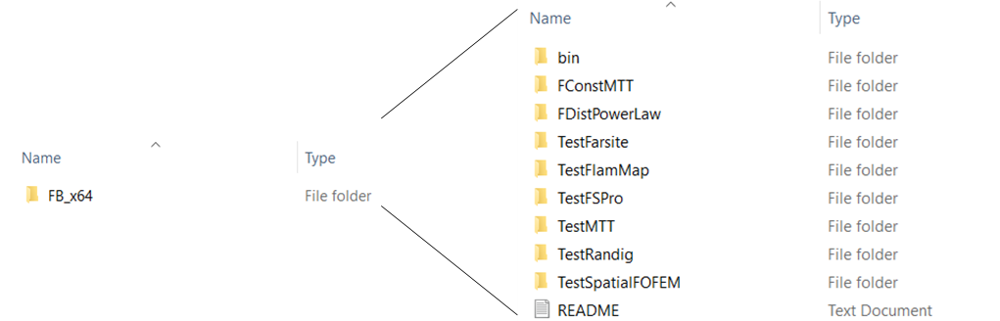 Name Type
FB_x64 File folder
Name Type
bin File folder
FConstMTT File folder
FDistPowerLaw File folder
TestFarsite File folder
TestFlamMap File folder
TestFSPro File folder
TestMTT File folder
TestRandig File folder
TestSpatialFOFEM File folder
README Text Document